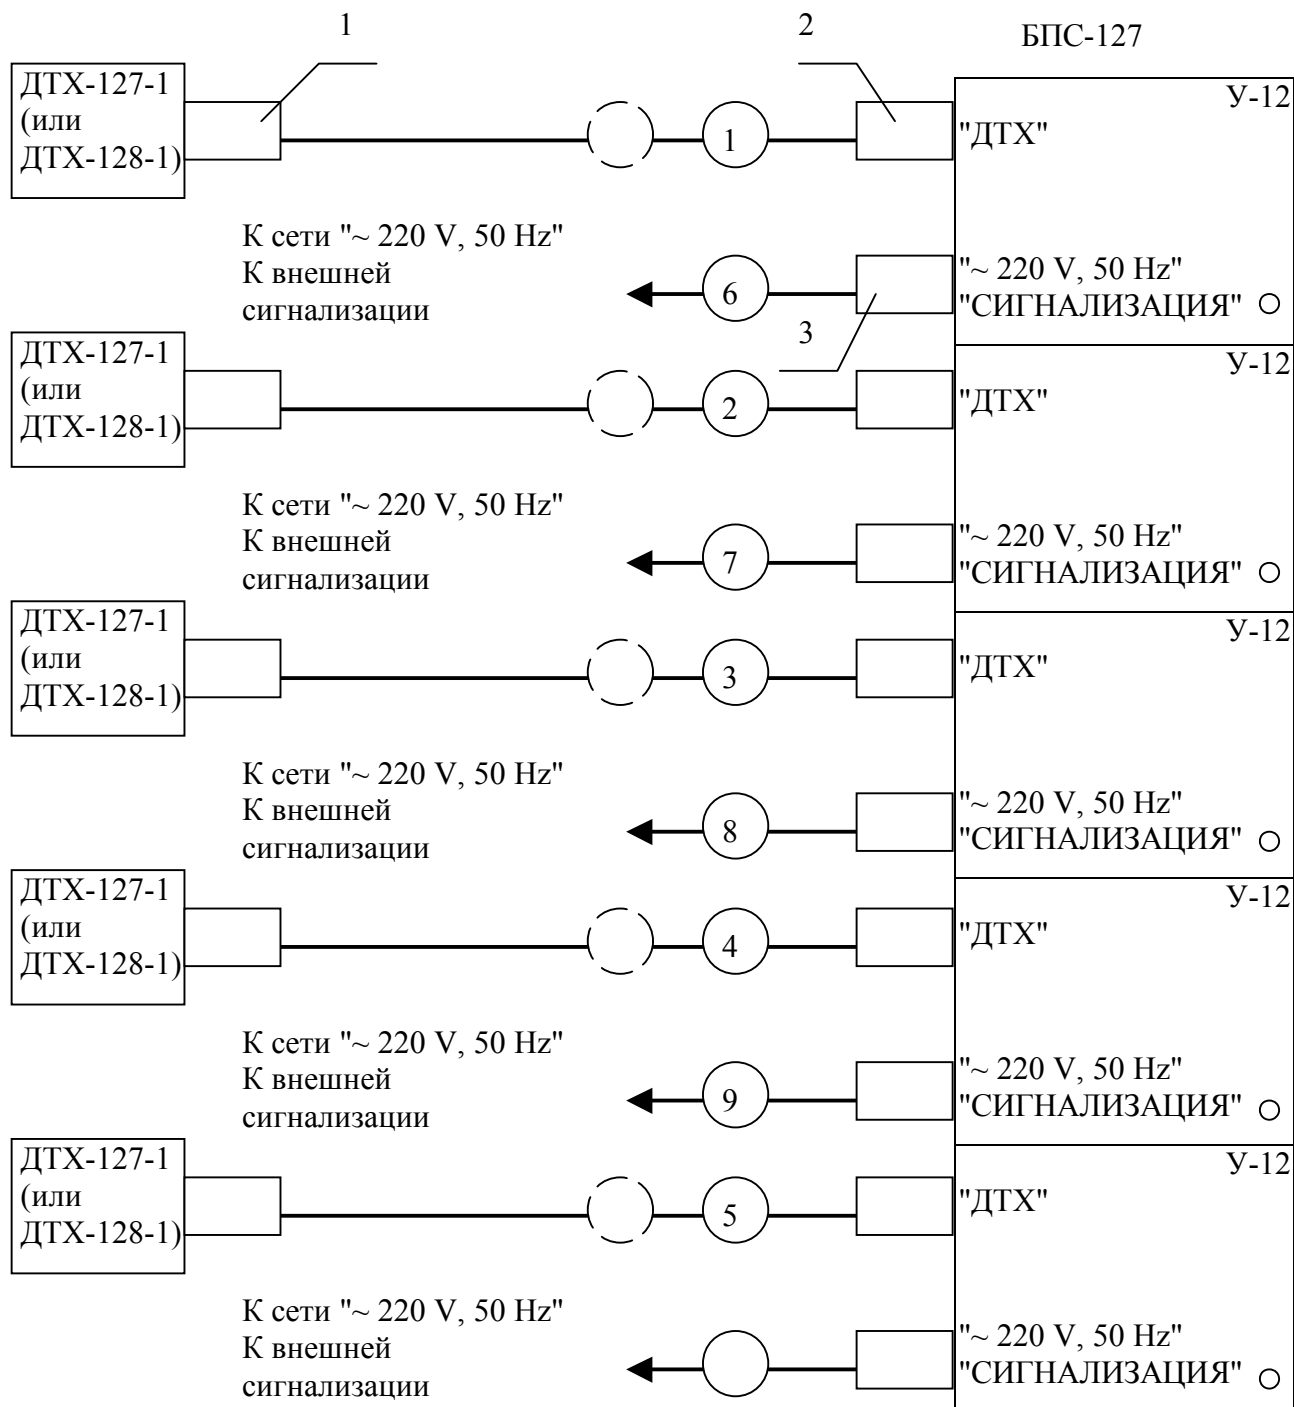 1
2
БПС-127
ДТХ-127-1
(или
ДТХ-128-1)
1
"ДТХ"
У-12
К сети "~ 220 V, 50 Hz"
К внешней
сигнализации
6
3
"~ 220 V, 50 Hz"
"СИГНАЛИЗАЦИЯ"
ДТХ-127-1
(или
ДТХ-128-1)
2
"ДТХ"
У-12
К сети "~ 220 V, 50 Hz"
К внешней
сигнализации
7
"~ 220 V, 50 Hz"
"СИГНАЛИЗАЦИЯ"
ДТХ-127-1
(или
ДТХ-128-1)
3
"ДТХ"
У-12
К сети "~ 220 V, 50 Hz"
К внешней
сигнализации
8
"~ 220 V, 50 Hz"
"СИГНАЛИЗАЦИЯ"
ДТХ-127-1
(или
ДТХ-128-1)
4
"ДТХ"
У-12
К сети "~ 220 V, 50 Hz"
К внешней
сигнализации
9
"~ 220 V, 50 Hz"
"СИГНАЛИЗАЦИЯ"
ДТХ-127-1
(или
ДТХ-128-1)
5
"ДТХ"
У-12
К сети "~ 220 V, 50 Hz"
К внешней
сигнализации
"~ 220 V, 50 Hz"
"СИГНАЛИЗАЦИЯ"